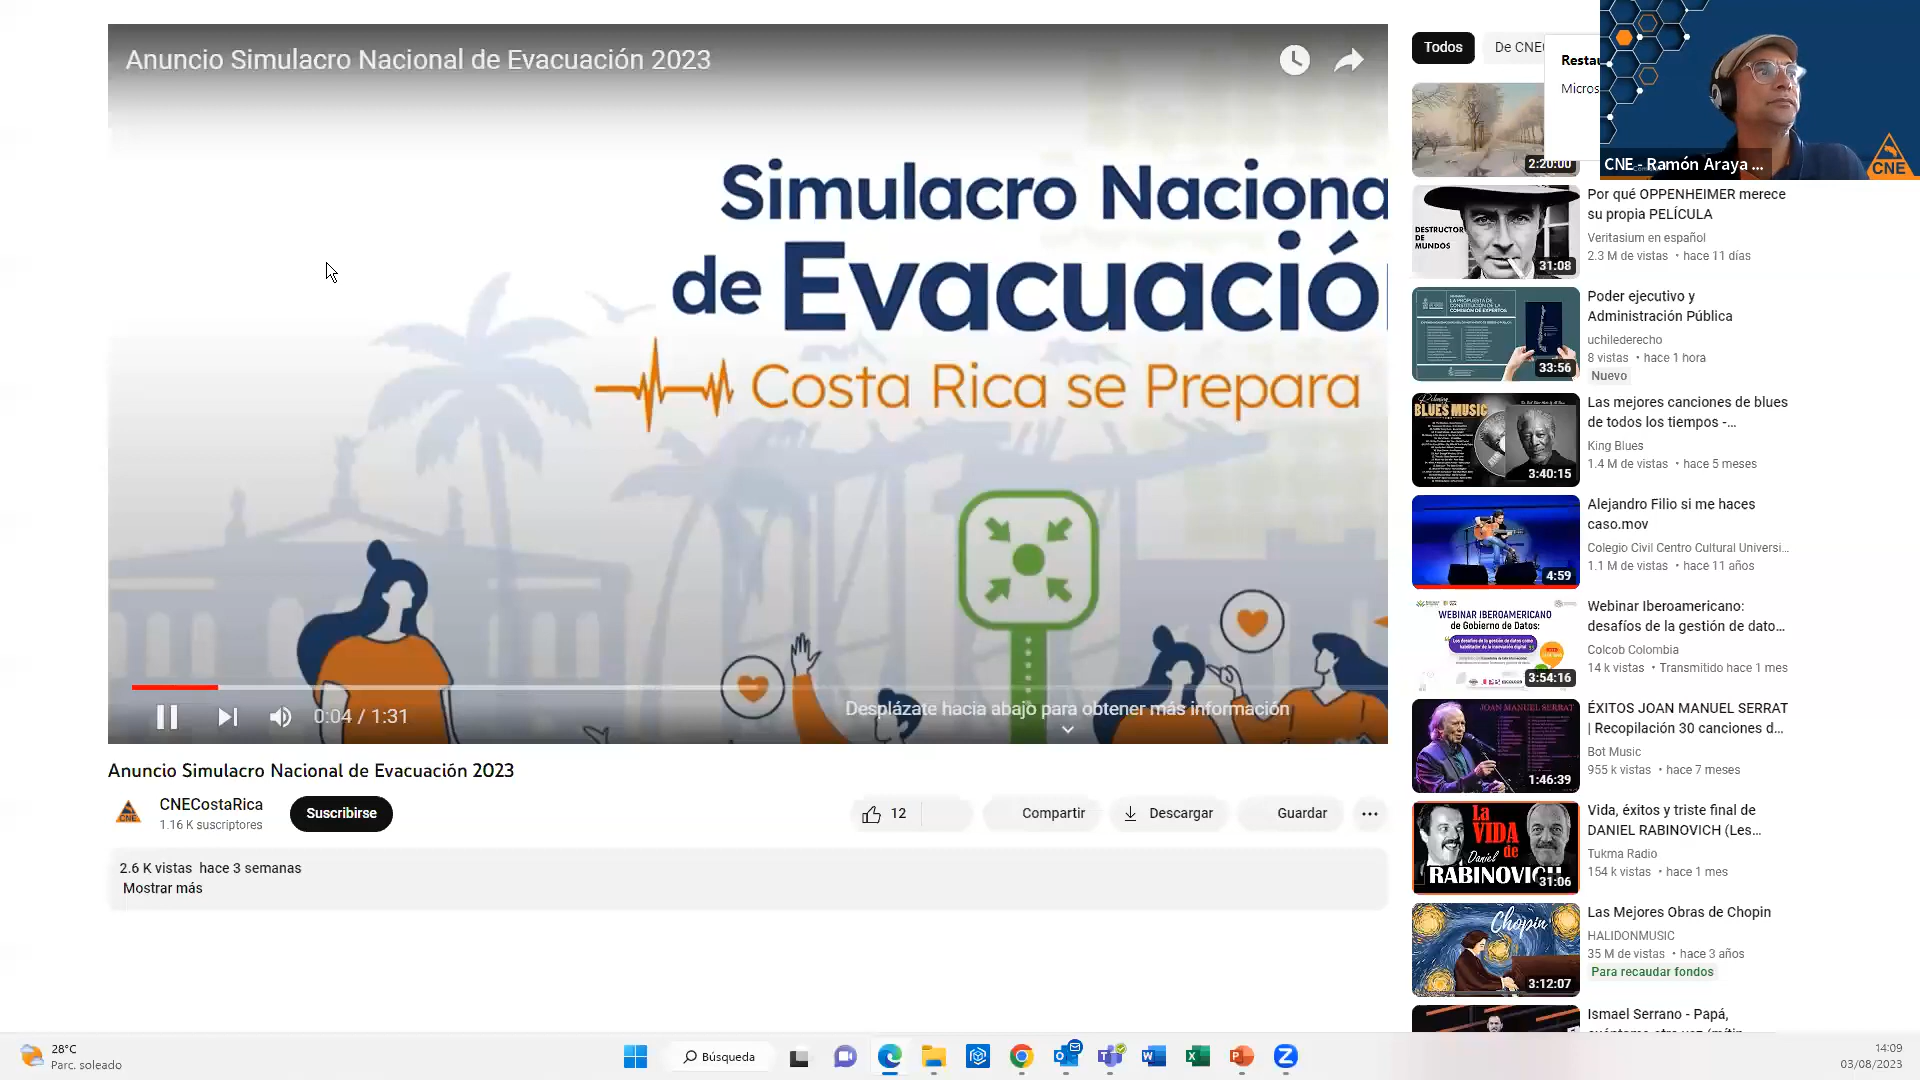 Anuncio Simulacro Nacional de Evacuación 2023
Simulacro Naciona
de Evacuació
Costa Rica se Prepara
0:04 / 1:31
Desplázate hacia abajo para obtener más información
Anuncio Simulacro Nacional de Evacuación 2023
CNE
CNECostaRica
1.16 K suscriptores
Suscribirse
12
Compartir
Descargar
Guardar
2.6 K vistas hace 3 semanas
Mostrar más
Todos
De CNE
Restau
Micros
CNE - Ramón Araya ...
CNE
2:20:00
DESTRUCTOR
DE
MUNDOS
31:08
Por qué OPPENHEIMER merece
su propia PELÍCULA
Veritasium en español
2.3 M de vistas • hace 11 días
33:56
Poder ejecutivo y
Administración Pública
uchilederecho
8 vistas • hace 1 hora
Nuevo
BLUES MUSIC
3:40:15
Las mejores canciones de blues
de todos los tiempos -...
King Blues
1.4 M de vistas • hace 5 meses
4:59
Alejandro Filio si me haces
caso.mov
Colegio Civil Centro Cultural Universi...
1.1 M de vistas • hace 11 años
WEBINAR IBEROAMERICANO
de Gobierno de Datos:
3:54:16
Webinar Iberoamericano:
desafíos de la gestión de dato...
Colcob Colombia
14 k vistas • Transmitido hace 1 mes
JOAN MANUEL SERRAT
1:46:39
ÉXITOS JOAN MANUEL SERRAT
| Recopilación 30 canciones d...
Bot Music
955 k vistas • hace 7 meses
La
VIDA
de
Daniel
RABINOVICH
31:06
Vida, éxitos y triste final de
DANIEL RABINOVICH (Les...
Tukma Radio
154 k vistas • hace 1 mes
Chopin
3:12:07
Las Mejores Obras de Chopin
HALIDONMUSIC
35 M de vistas • hace 3 años
Para recaudar fondos
Ismael Serrano - Papá,
28°C
Parc. soleado
Búsqueda
14:09
03/08/2023